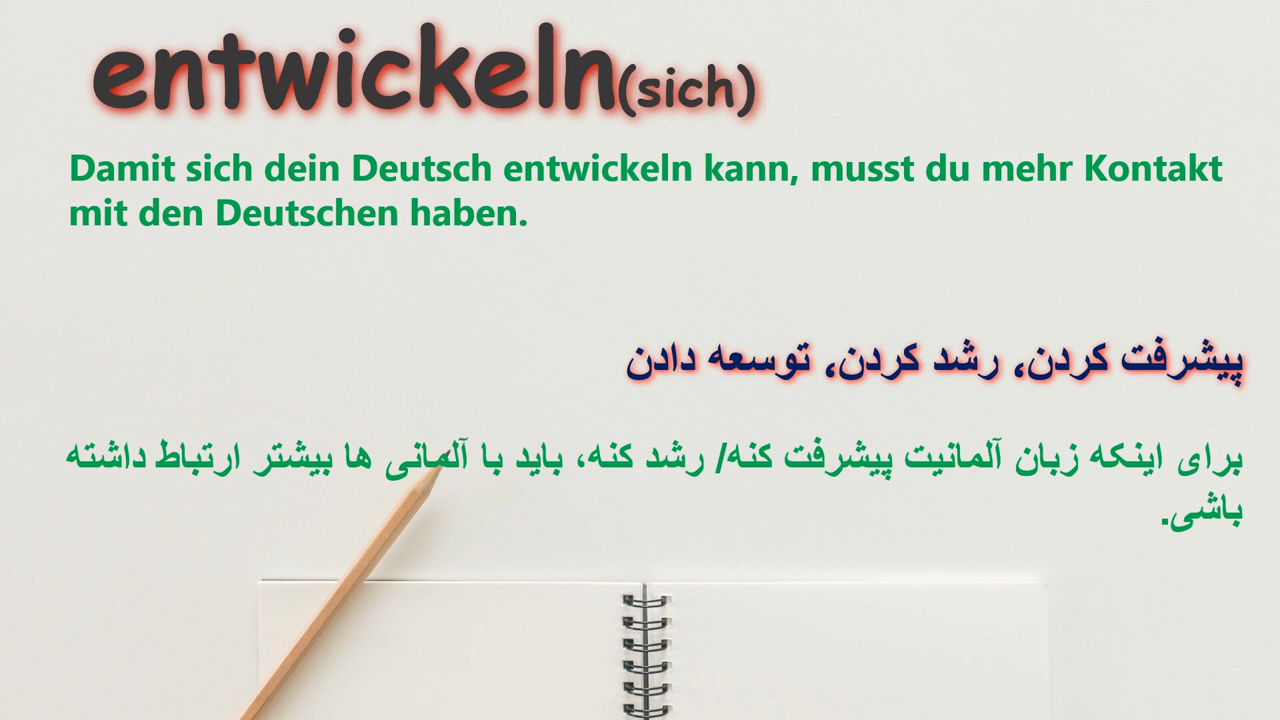 entwickeln(sich)
Damit sich dein Deutsch entwickeln kann, musst du mehr Kontakt
mit den Deutschen haben.
پیشرفت کردن، رشد کردن، توسعه دادن
برای اینکه زبان آلمانیت پیشرفت کنه/ رشد کنه، باید با آلمانی ها بیشتر ارتباط داشته
باشی.